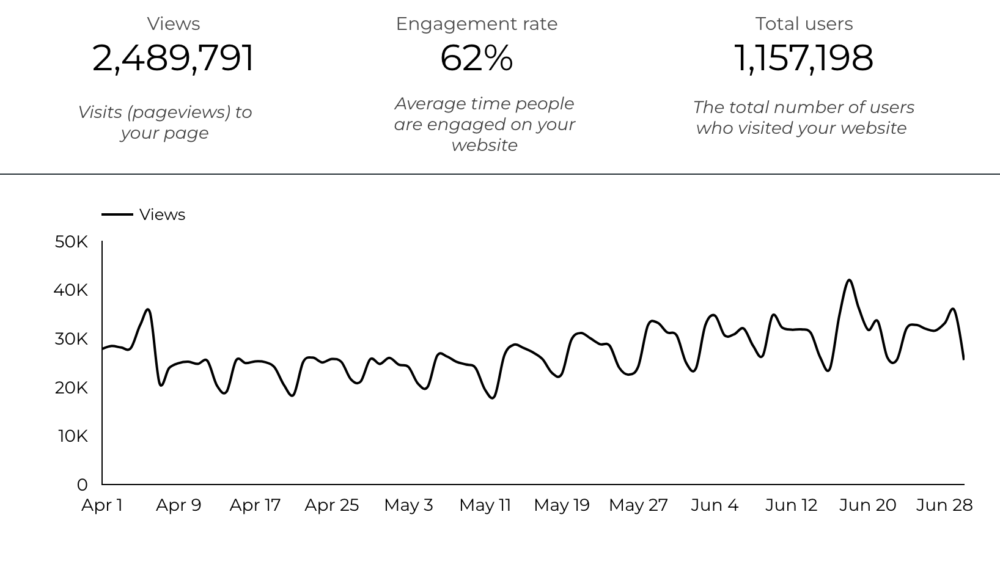 Views
2,489,791
Visits (pageviews) to
your page
Engagement rate
62%
Average time people
are engaged on your
website
Total users
1,157,198
The total number of users
who visited your website
Views
50K
40K
30K
20K
10K
0
Apr 1
Apr 9
Apr 17
Apr 25
May 3
May 11
May 19
May 27
Jun 4
Jun 12
Jun 20
Jun 28